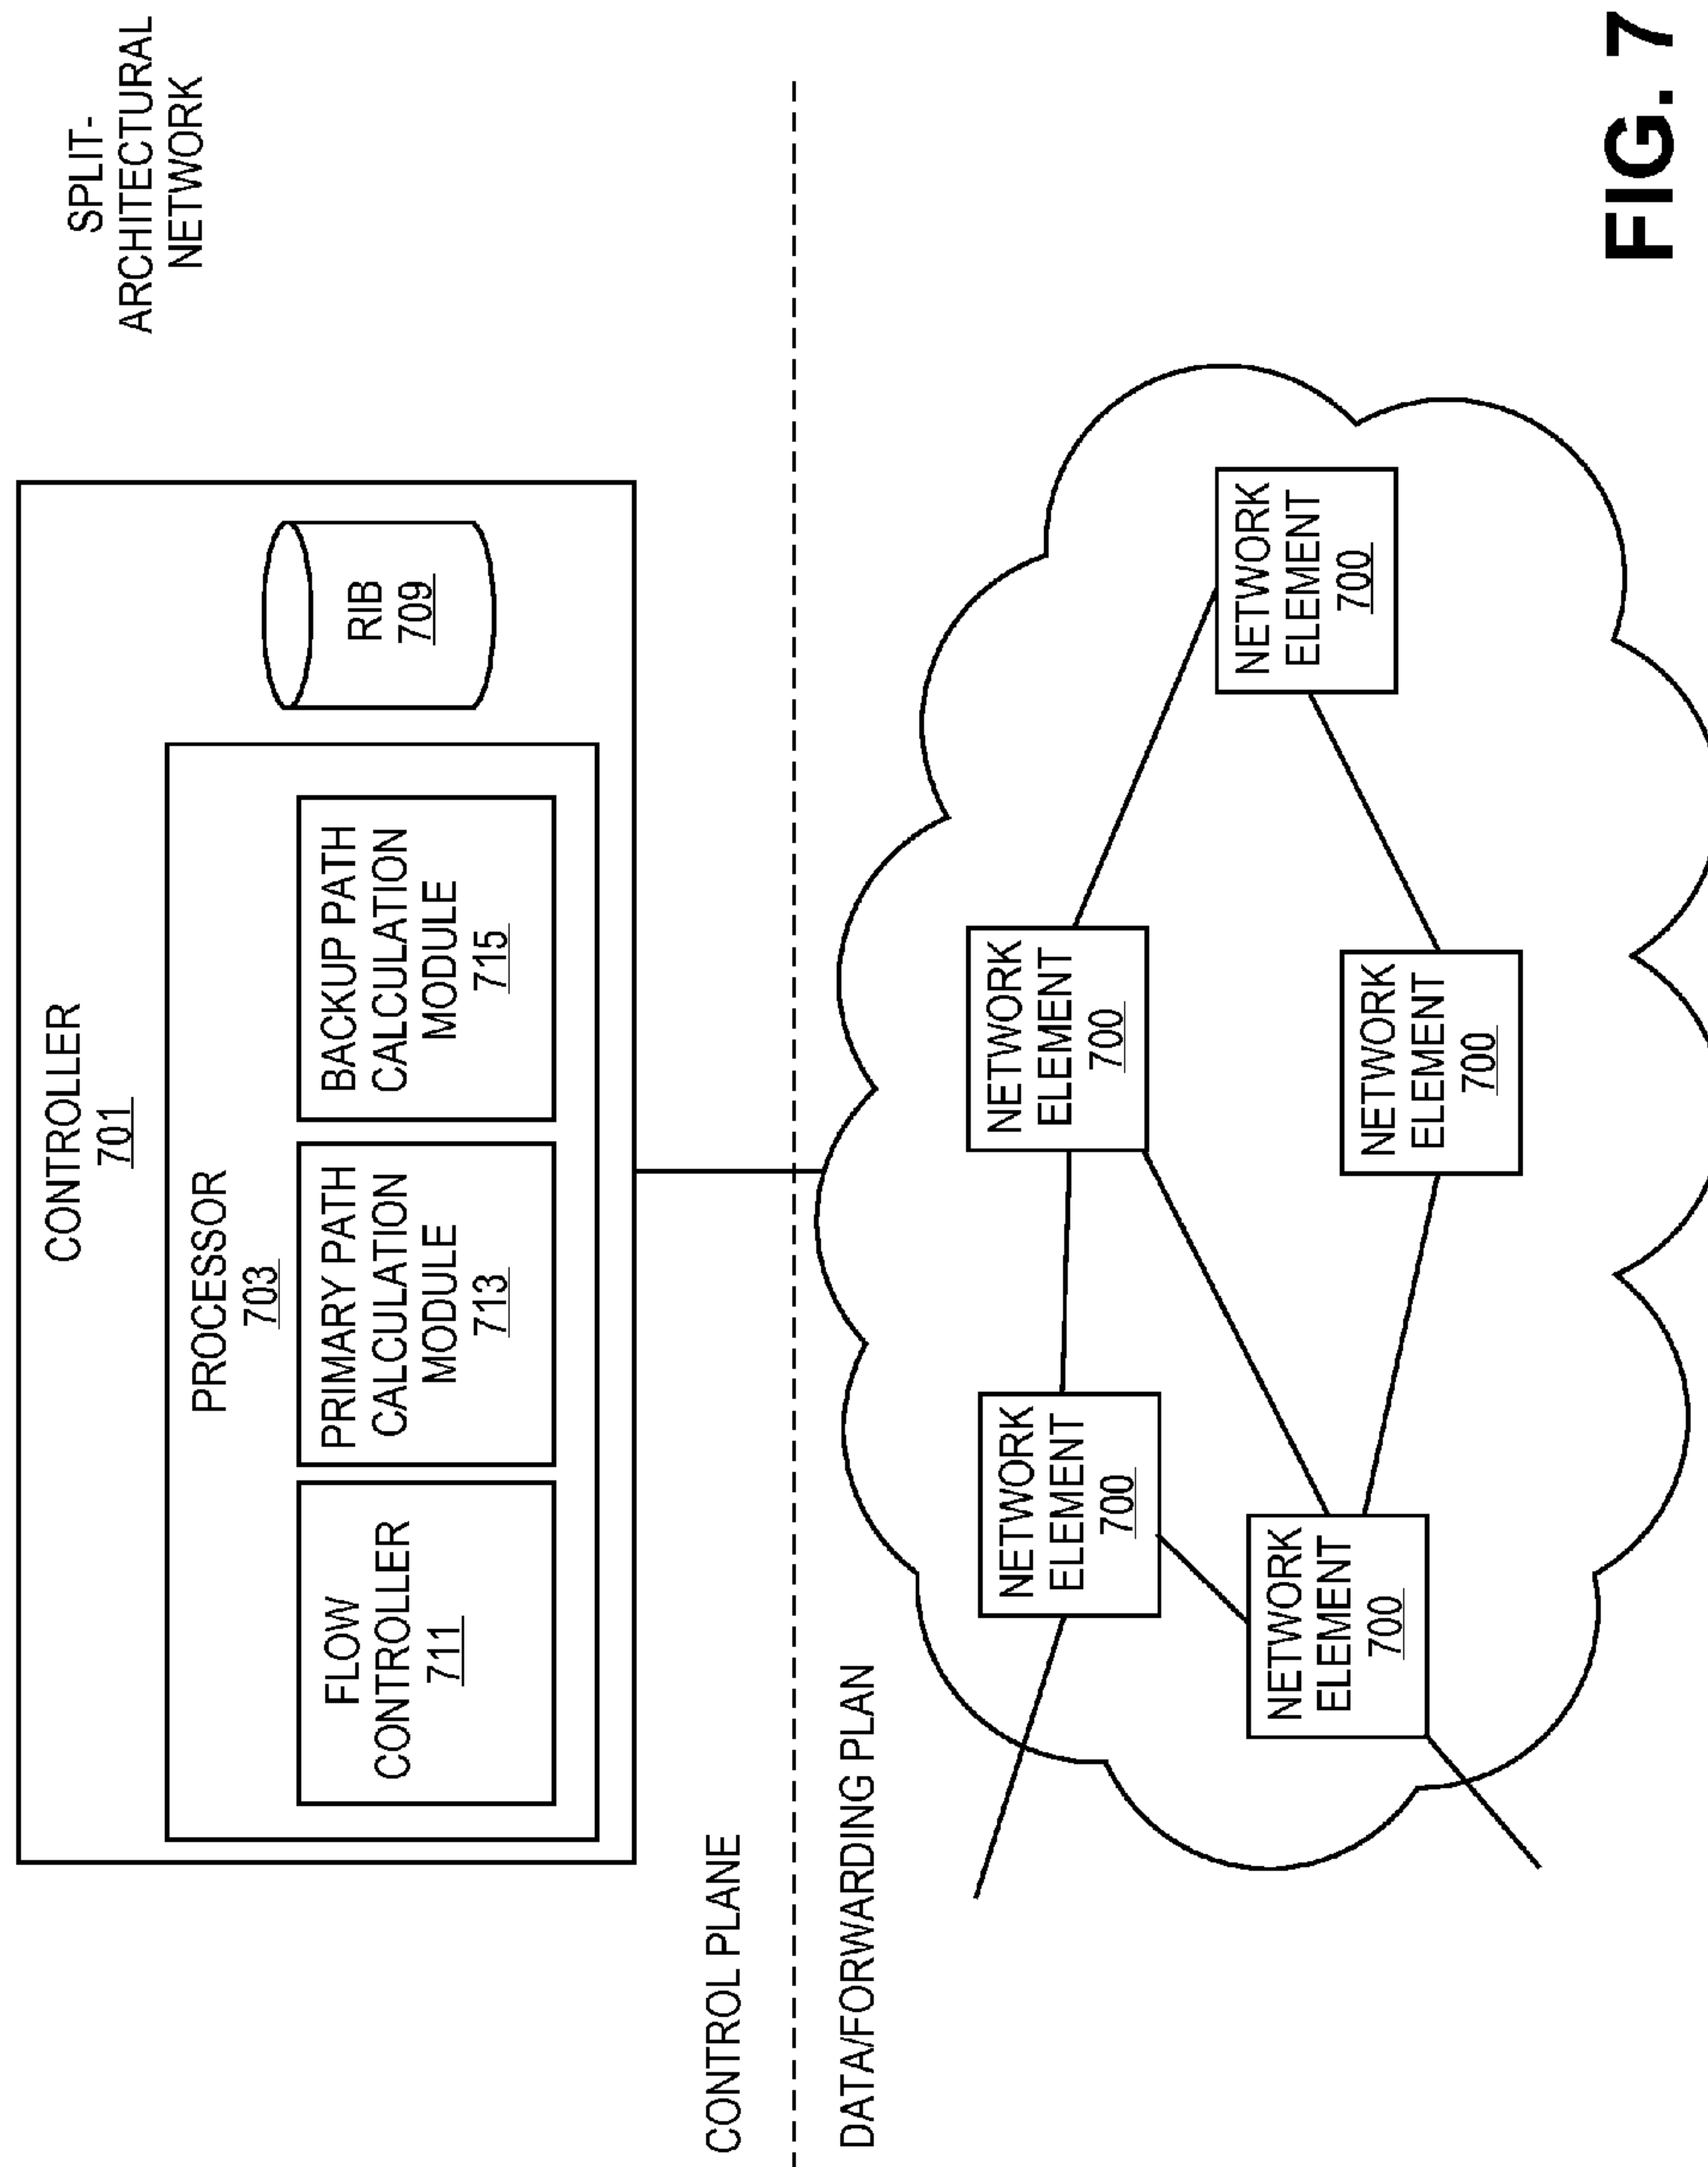 SPLIT-
ARCHITECTURAL
NETWORK
CONTROLLER
701
PROCESSOR
703
FLOW
CONTROLLER
711
PRIMARY PATH
CALCULATION
MODULE
713
BACKUP PATH
CALCULATION
MODULE
715
RIB
709
CONTROL PLANE
DATA/FORWARDING PLAN
NETWORK
ELEMENT
700
NETWORK
ELEMENT
700
NETWORK
ELEMENT
700
NETWORK
ELEMENT
700
NETWORK
ELEMENT
700
FIG. 7